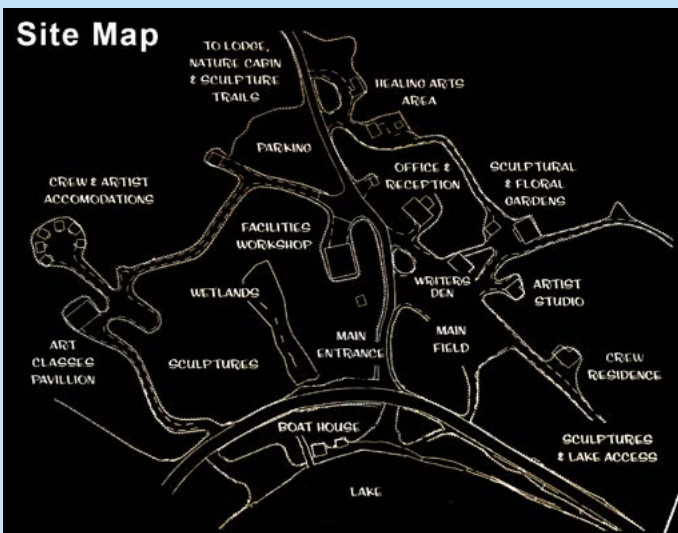 Site Map
TO LODGE,
NATURE CABIN
& SCULPTURE
TRAILS
HEALING ARTS
AREA
PARKING
OFFICE &
RECEPTION
SCULPTURAL
& FLORAL
GARDENS
CREW & ARTIST
ACCOMODATIONS
FACILITIES
WORKSHOP
WETLANDS
WRITERS
DEN
ARTIST
STUDIO
ART
CLASSES
PAVILLION
SCULPTURES
MAIN
ENTRANCE
MAIN
FIELD
CREW
RESIDENCE
BOAT HOUSE
SCULPTURES
& LAKE ACCESS
LAKE